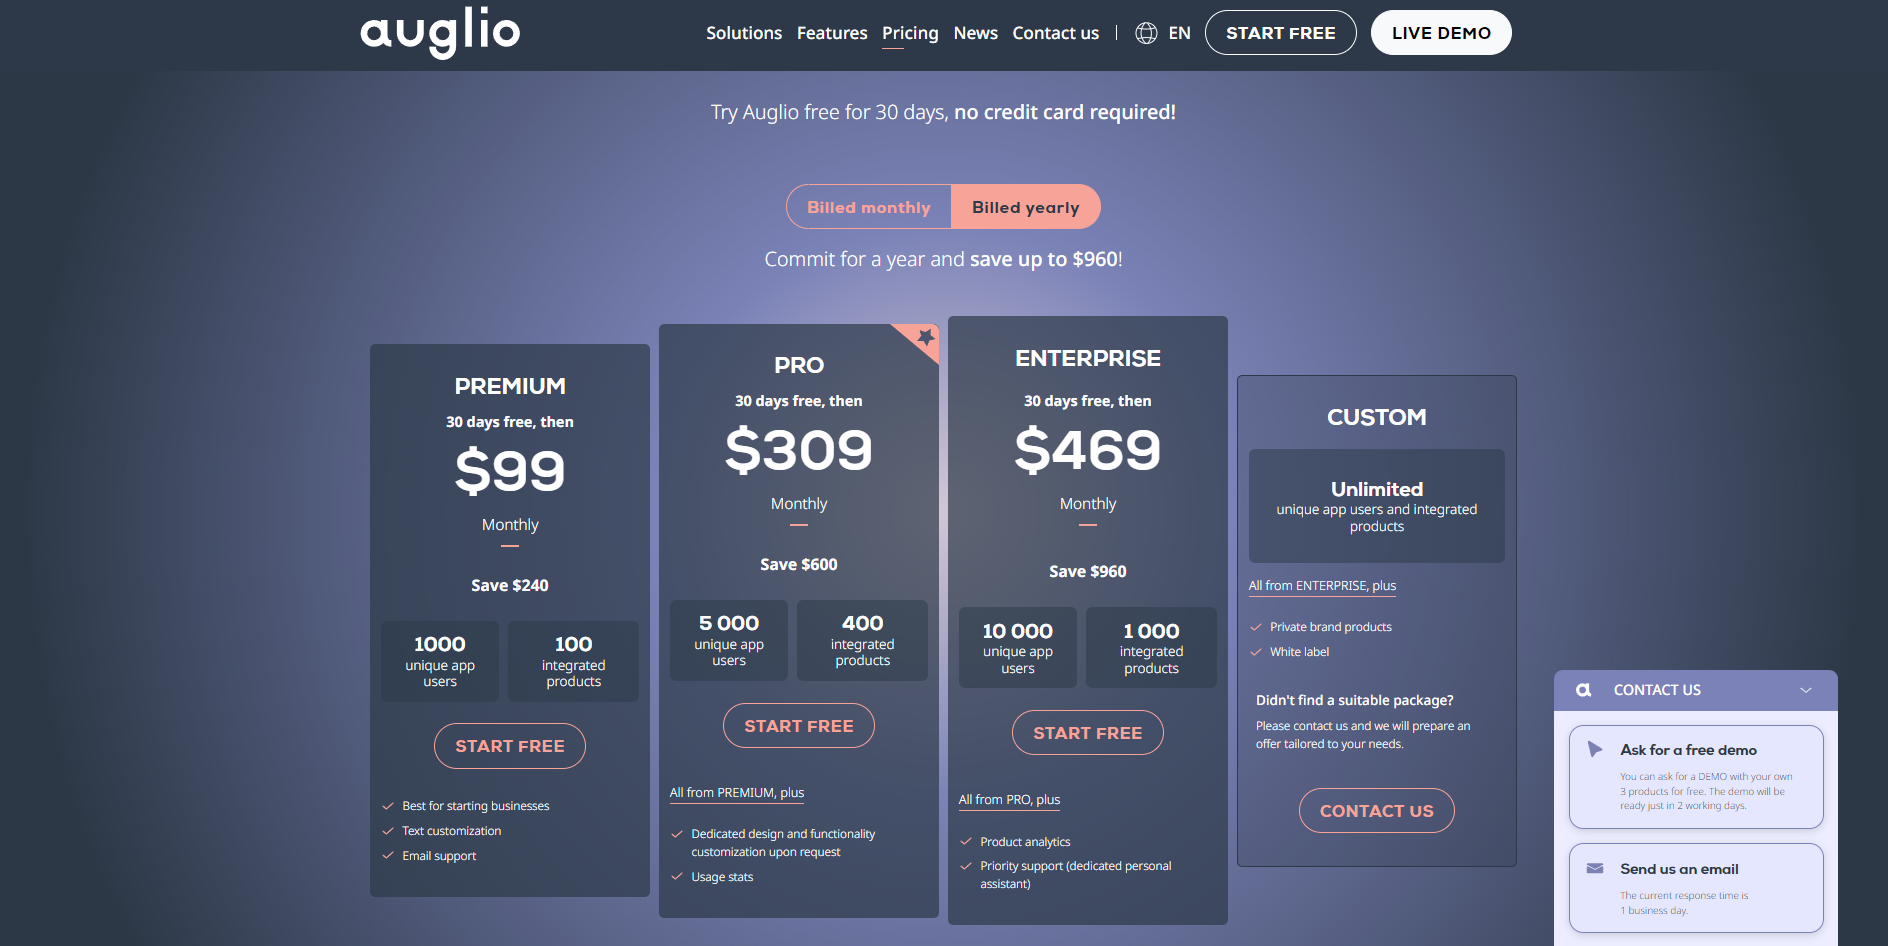 auglio
Solutions Features Pricing News Contact us | EN START FREE LIVE DEMO
Try Auglio free for 30 days, no credit card required!
Billed monthly Billed yearly
Commit for a year and save up to $960!
PREMIUM
30 days free, then
$99
Monthly
Save $240
1000
unique app
users
100
integrated
products
START FREE
Best for starting businesses
Text customization
Email support
PRO
30 days free, then
$309
Monthly
Save $600
5 000
unique app
users
400
integrated
products
START FREE
All from PREMIUM, plus
Dedicated design and functionality
customization upon request
Usage stats
ENTERPRISE
30 days free, then
$469
Monthly
Save $960
10 000
unique app
users
1 000
integrated
products
START FREE
All from PRO, plus
Product analytics
Priority support (dedicated personal
assistant)
CUSTOM
Unlimited
unique app users and integrated
products
All from ENTERPRISE, plus
Private brand products
White label
Didn't find a suitable package?
Please contact us and we will prepare an
offer tailored to your needs.
CONTACT US
a CONTACT US
Ask for a free demo
You can ask for a DEMO with your own
3 products for free. The demo will be
ready just in 2 working days.
Send us an email
The current response time is
1 business day.